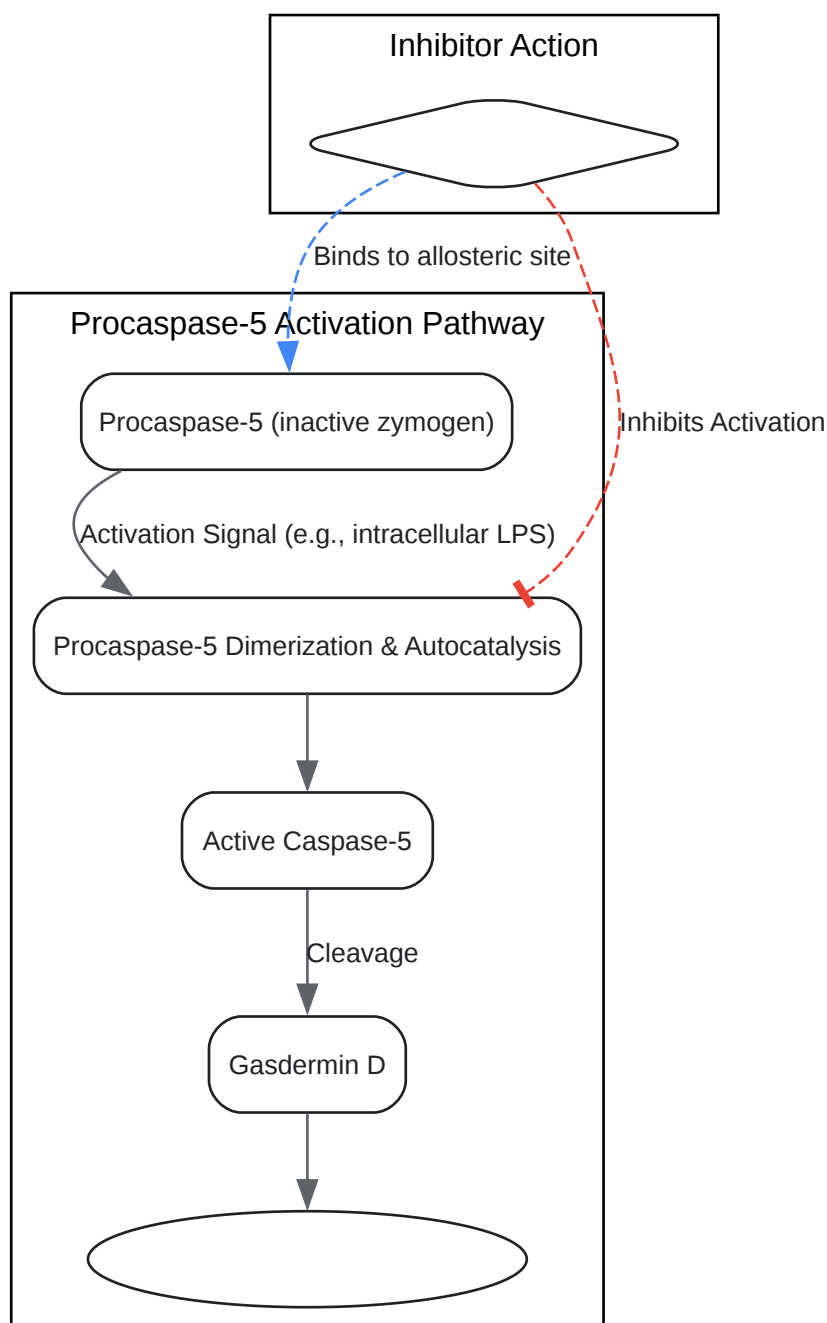 Inhibitor Action
Binds to allosteric site
Procaspase-5 Activation Pathway
Procaspase-5 (inactive zymogen)
Inhibits Activation
Activation Signal (e.g., intracellular LPS)
Procaspase-5 Dimerization & Autocatalysis
Active Caspase-5
Cleavage
Gasdermin D